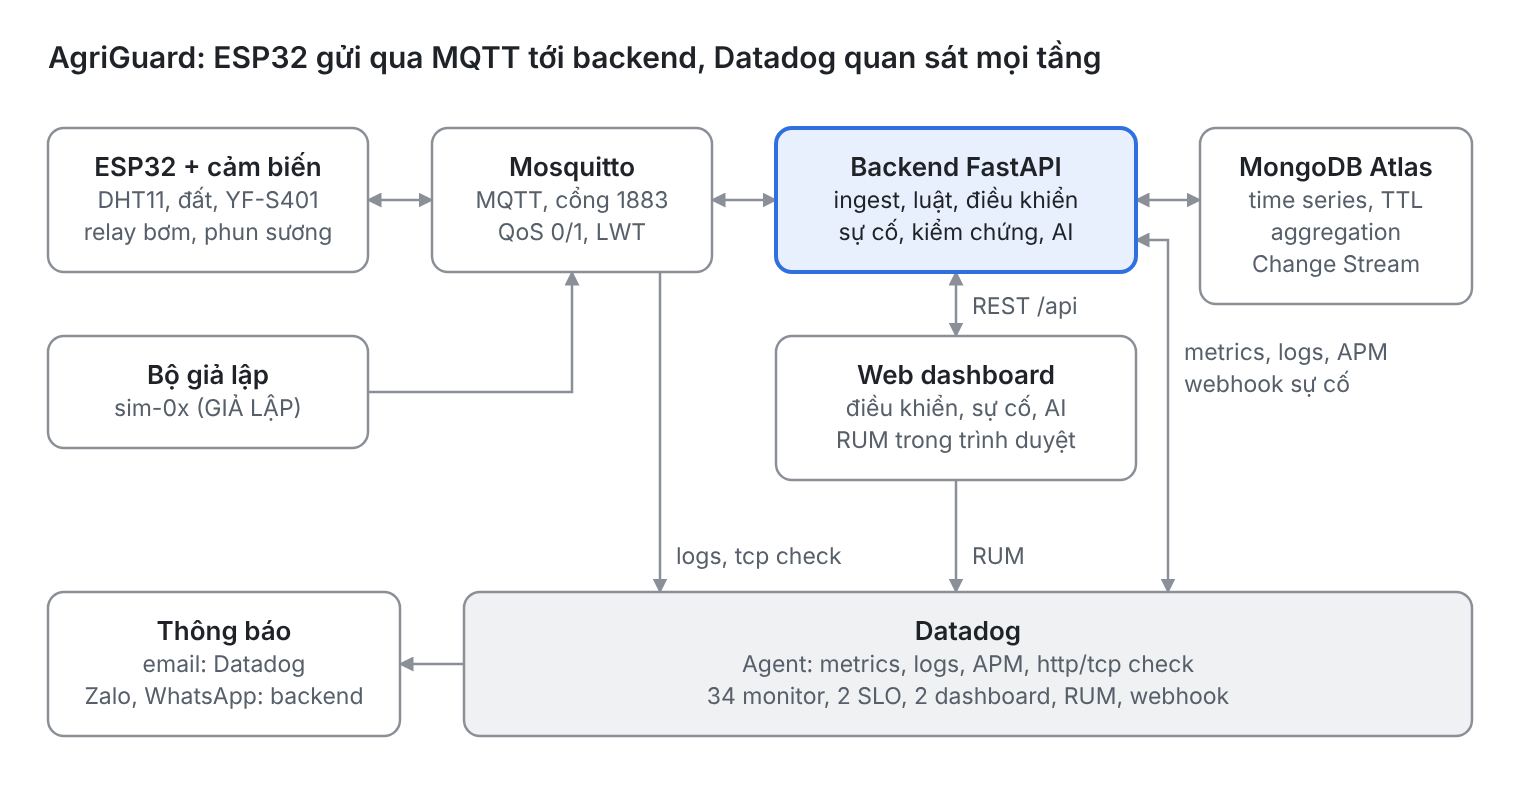 AgriGuard: ESP32 gửi qua MQTT tới backend, Datadog quan sát mọi tầng
ESP32 + cảm biến
DHT11, đất, YF-S401
relay bơm, phun sương
Mosquitto
MQTT, cổng 1883
QoS 0/1, LWT
Backend FastAPI
ingest, luật, điều khiển
sự cố, kiểm chứng, AI
MongoDB Atlas
time series, TTL
aggregation
Change Stream
REST /api
Bộ giả lập
sim-0x (GIẢ LẬP)
Web dashboard
điều khiển, sự cố, AI
RUM trong trình duyệt
metrics, logs, APM
webhook sự cố
logs, tcp check
RUM
Thông báo
email: Datadog
Zalo, WhatsApp: backend
Datadog
Agent: metrics, logs, APM, http/tcp check
34 monitor, 2 SLO, 2 dashboard, RUM, webhook